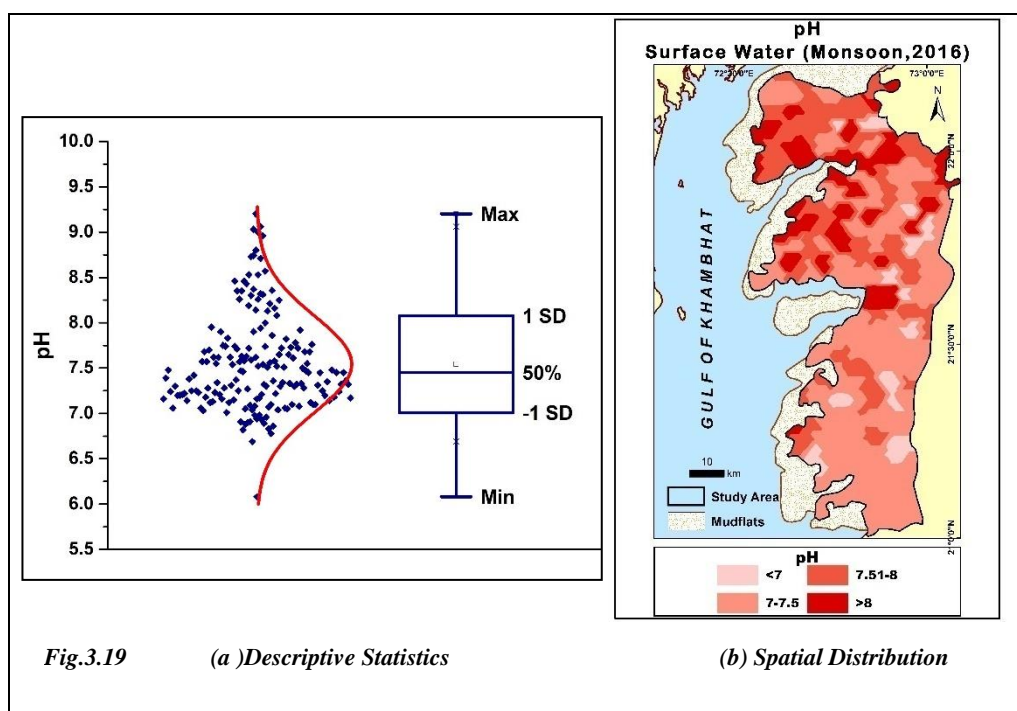 10.0
9.5
9.0
8.5
8.0
7.5
7.0
6.5
6.0
5.5
pH
Max
1 SD
50%
-1 SD
Min
pH
Surface Water (Monsoon,2016)
73°0'0"E
N
GULF OF KHAMBHAT
10
km
Study Area
Mudflats
pH
<7
7.51-8
7-7.5
>8
Fig.3.19 (a )Descriptive Statistics (b) Spatial Distribution